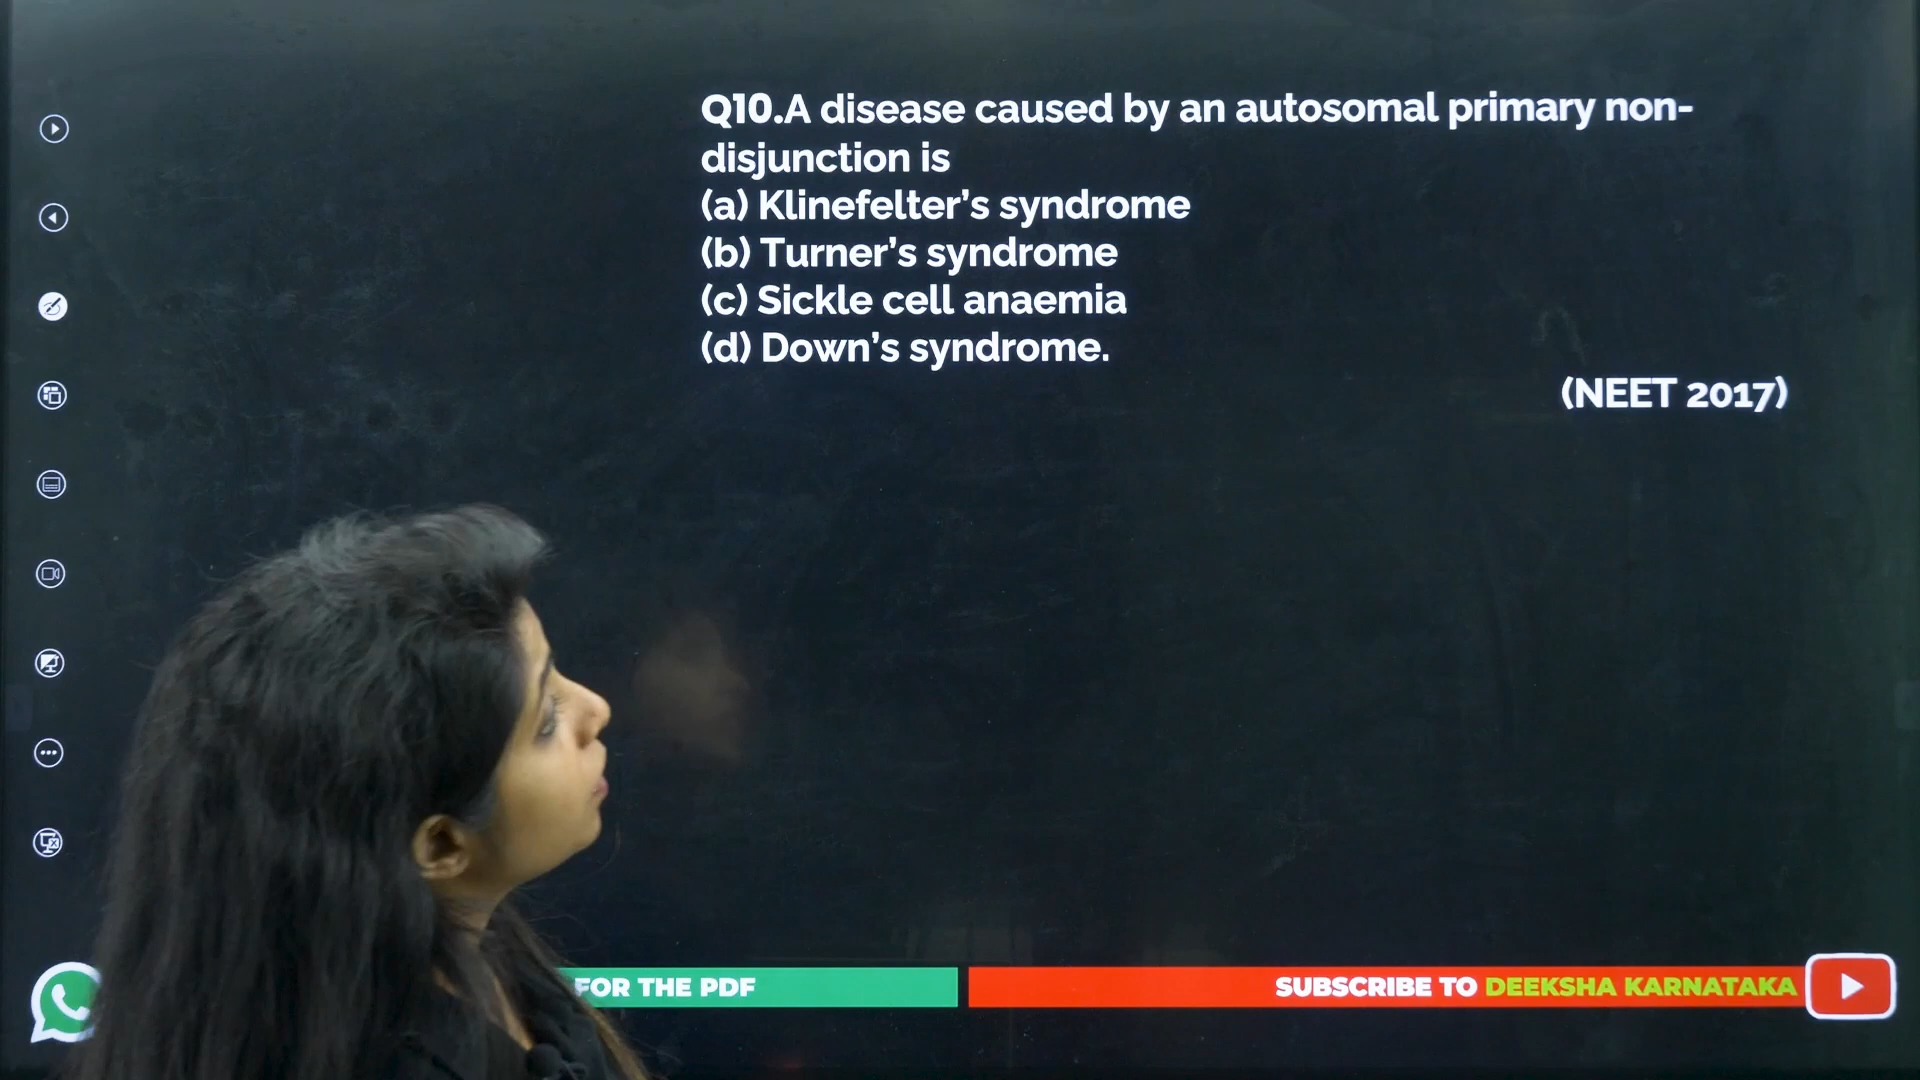 Q10.A disease caused by an autosomal primary non-
disjunction is
(a) Klinefelter's syndrome
(b) Turner's syndrome
(c) Sickle cell anaemia
(d) Down's syndrome.
(NEET 2017)
FOR THE PDF
SUBSCRIBE TO DEEKSHA KARNATAKA